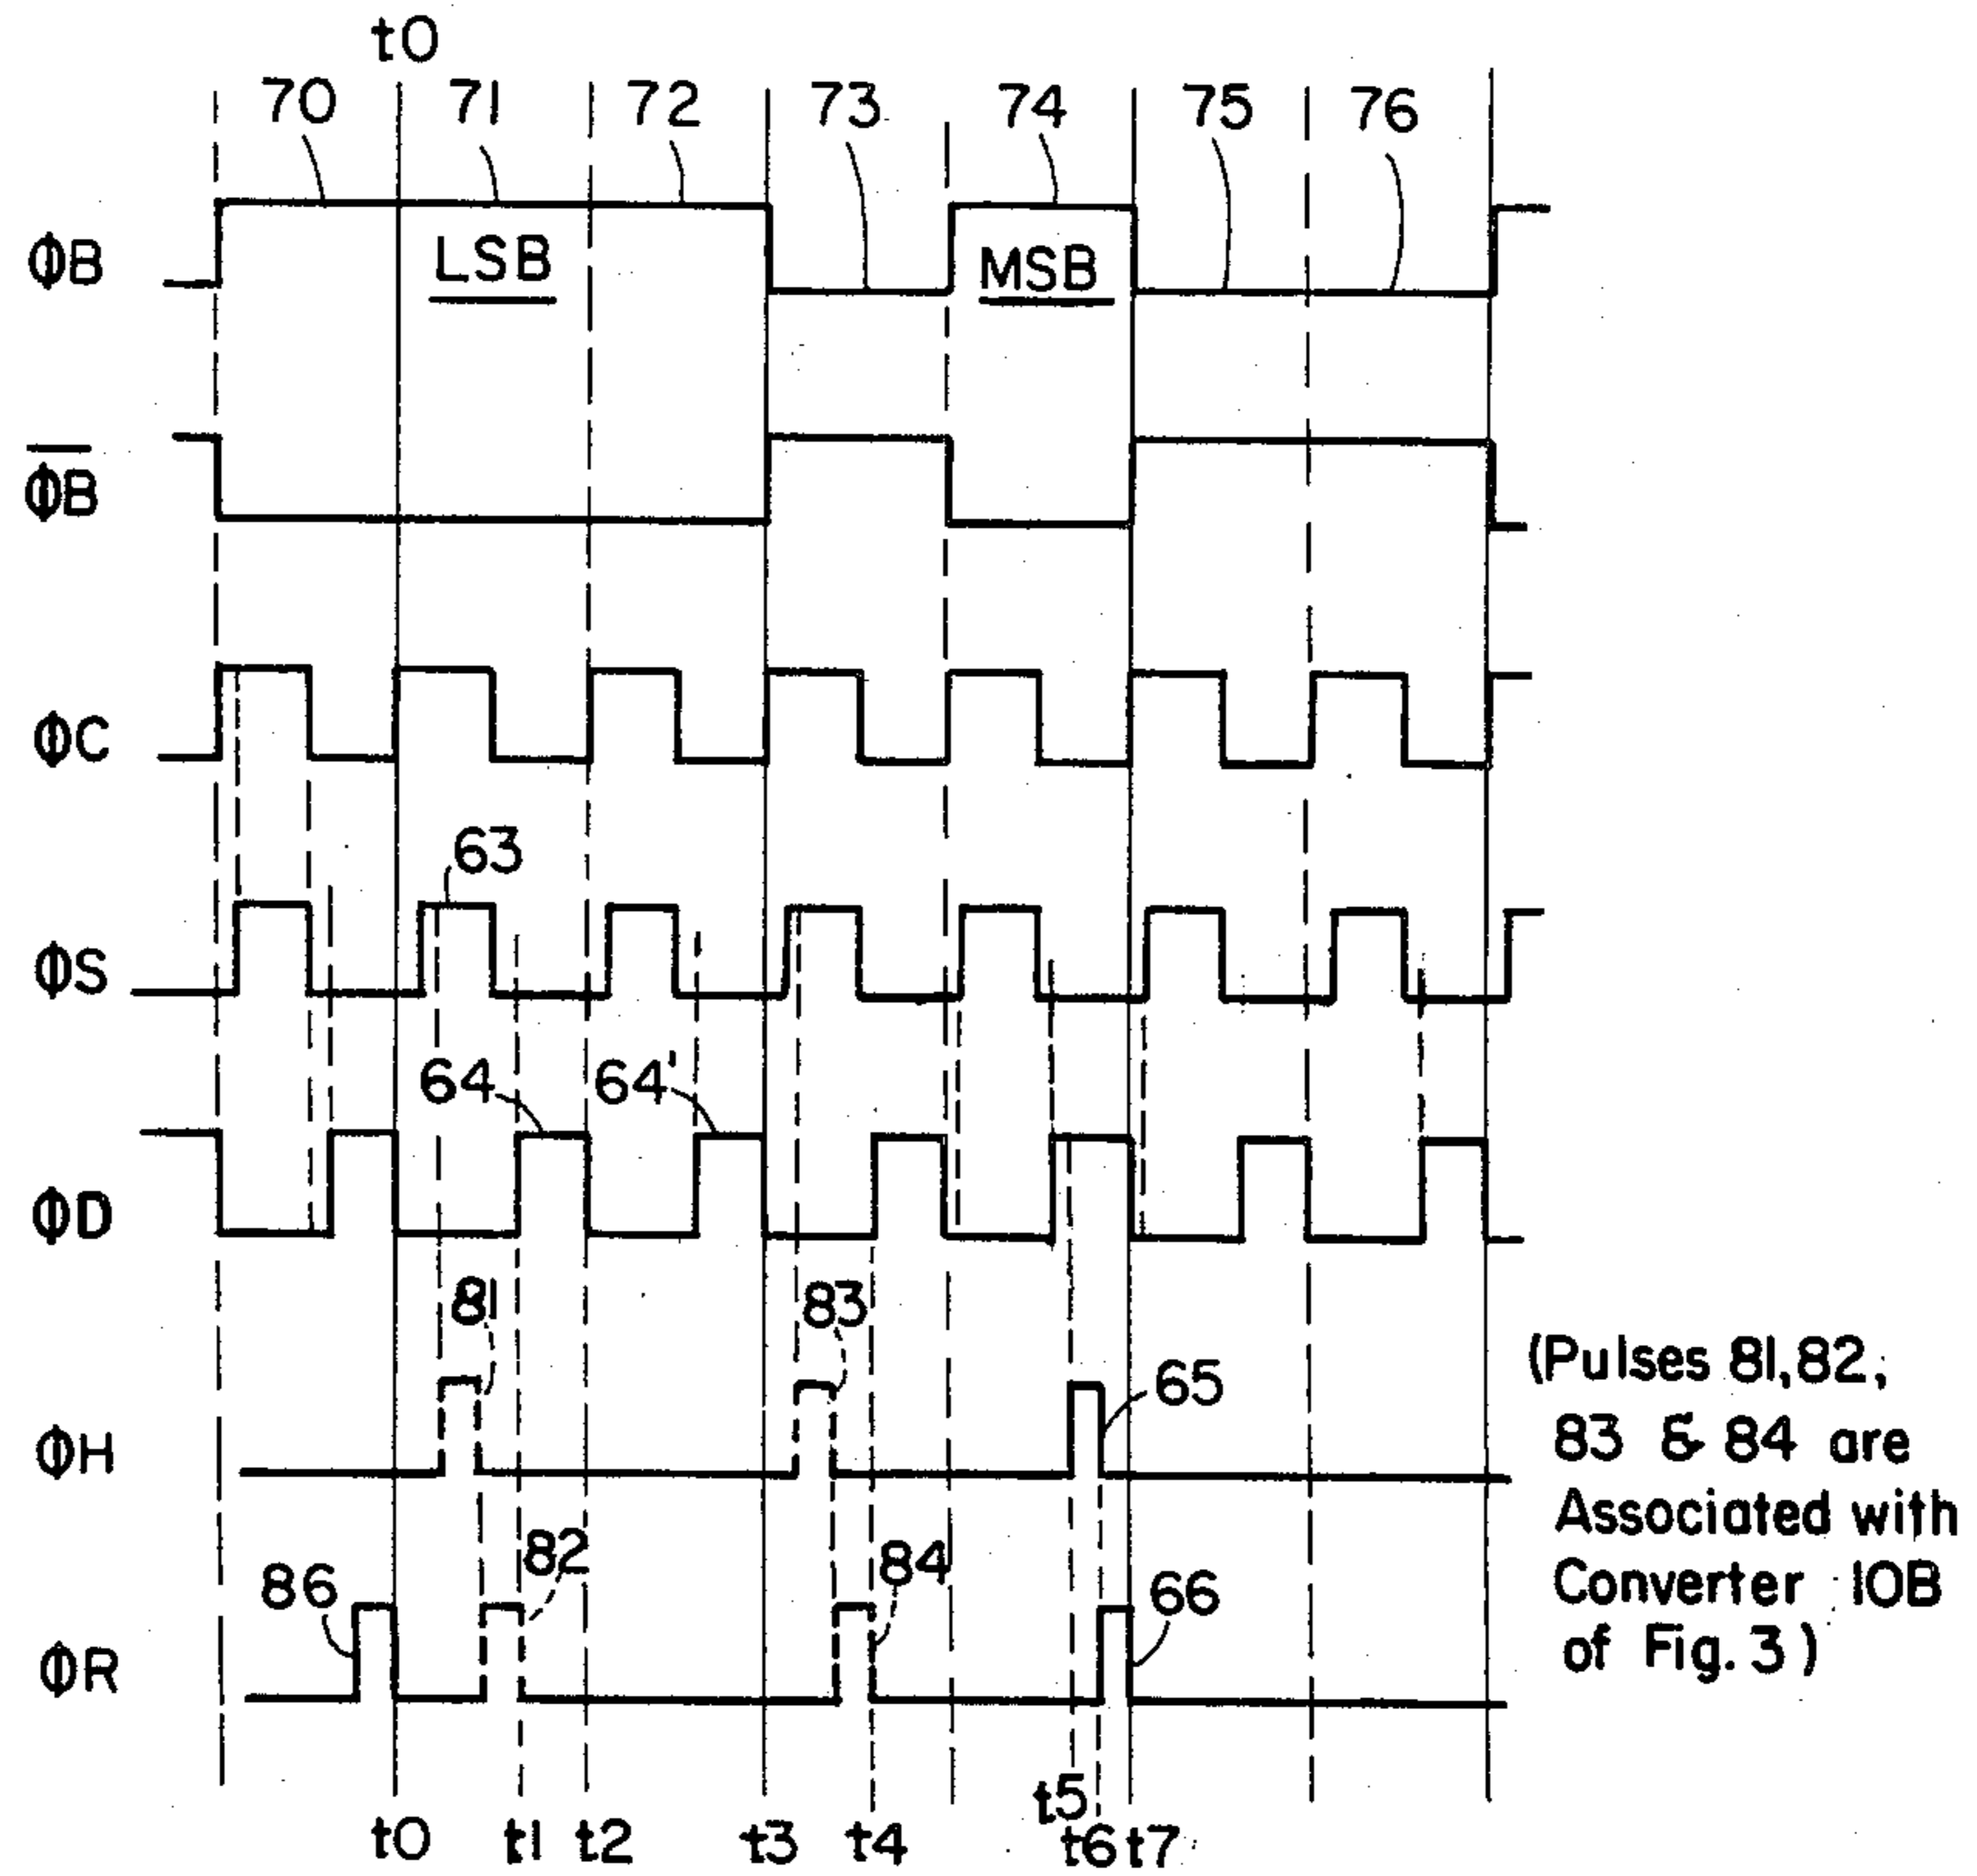 t0
70 71 72 73 74 75 76
ΦB LSB MSB
Φ̅B̅
ΦC
63
ΦS
64 64'
ΦD
81 83
65
ΦH
82 84
86 66
ΦR
(Pulses 81,82,
83 & 84 are
Associated with
Converter 10B
of Fig. 3)
t5
t0 t1 t2 t3 t4 t6 t7